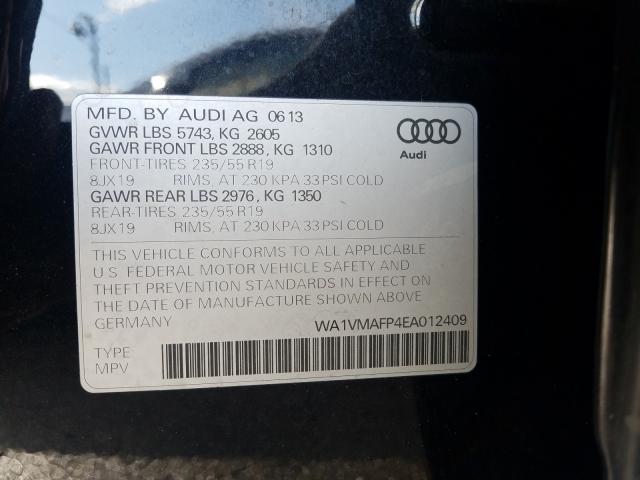 MFD. BY AUDI AG 06 13
GVWR LBS 5743, KG 2605
GAWR FRONT LBS 2888, KG 1310
FRONT-TIRES 235/55 R19
8JX19 RIMS, AT 230 KPA 33 PSI COLD
GAWR REAR LBS 2976, KG 1350
REAR-TIRES 235/55 R19
8JX19 RIMS, AT 230 KPA 33 PSI COLD
Audi
THIS VEHICLE CONFORMS TO ALL APPLICABLE
U.S. FEDERAL MOTOR VEHICLE SAFETY AND
THEFT PREVENTION STANDARDS IN EFFECT ON
THE DATE OF MANUFACTURE SHOWN ABOVE
GERMANY
WA1VMAFP4EA012409
TYPE
MPV